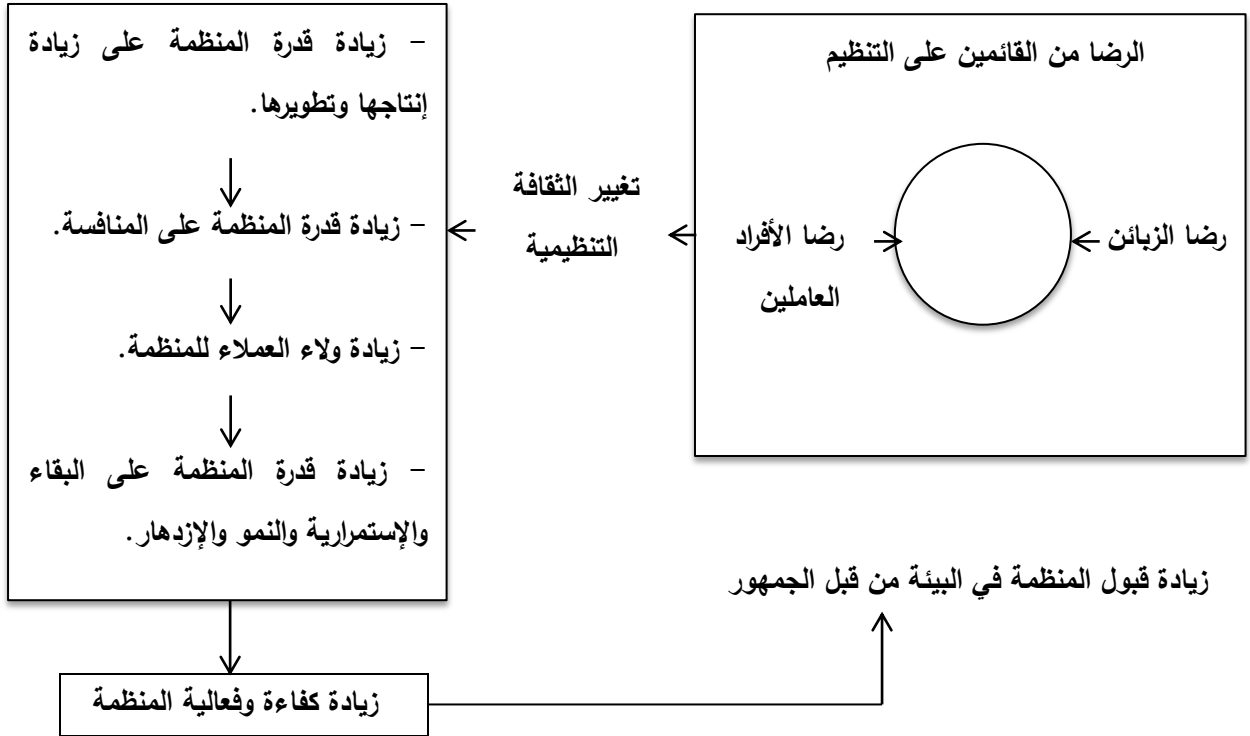 الرضا من القائمين على التنظيم
رضا الزبائن
رضا الأفراد
العاملين
تغيير الثقافة
التنظيمية
- زيادة قدرة المنظمة على زيادة
إنتاجها وتطويرها.
- زيادة قدرة المنظمة على المنافسة.
- زيادة ولاء العملاء للمنظمة.
- زيادة قدرة المنظمة على البقاء
والإستمرارية والنمو والإزدهار.
زيادة كفاءة وفعالية المنظمة
زيادة قبول المنظمة في البيئة من قبل الجمهور